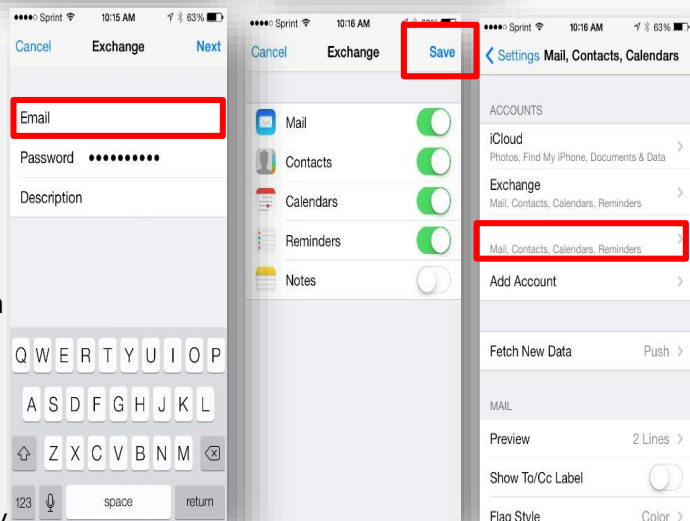 Sprint 10:15 AM 63%
Cancel Exchange Next
Email
Password ●●●●●●●●●●
Description
Q W E R T Y U I O P
A S D F G H J K L
Z X C V B N M
123 space return
Sprint 10:16 AM 63%
Cancel Exchange Save
Mail
Contacts
Calendars
Reminders
Notes
Sprint 10:16 AM 63%
Settings Mail, Contacts, Calendars
ACCOUNTS
iCloud
Photos, Find My iPhone, Documents & Data
Exchange
Mail, Contacts, Calendars, Reminders
Mail, Contacts, Calendars, Reminders
Add Account
Fetch New Data Push
MAIL
Preview 2 Lines
Show To/Cc Label
Flag Style Color